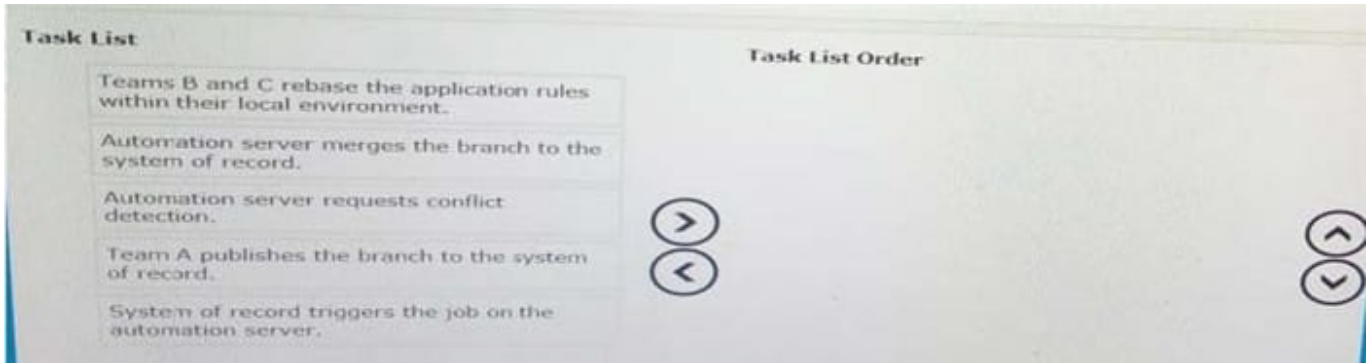 Task List
Task List Order
Teams B and C rebase the application rules
within their local environment.
Automation server merges the branch to the
system of record.
Automation server requests conflict
detection.
Team A publishes the branch to the system
of record.
System of record triggers the job on the
automation server.